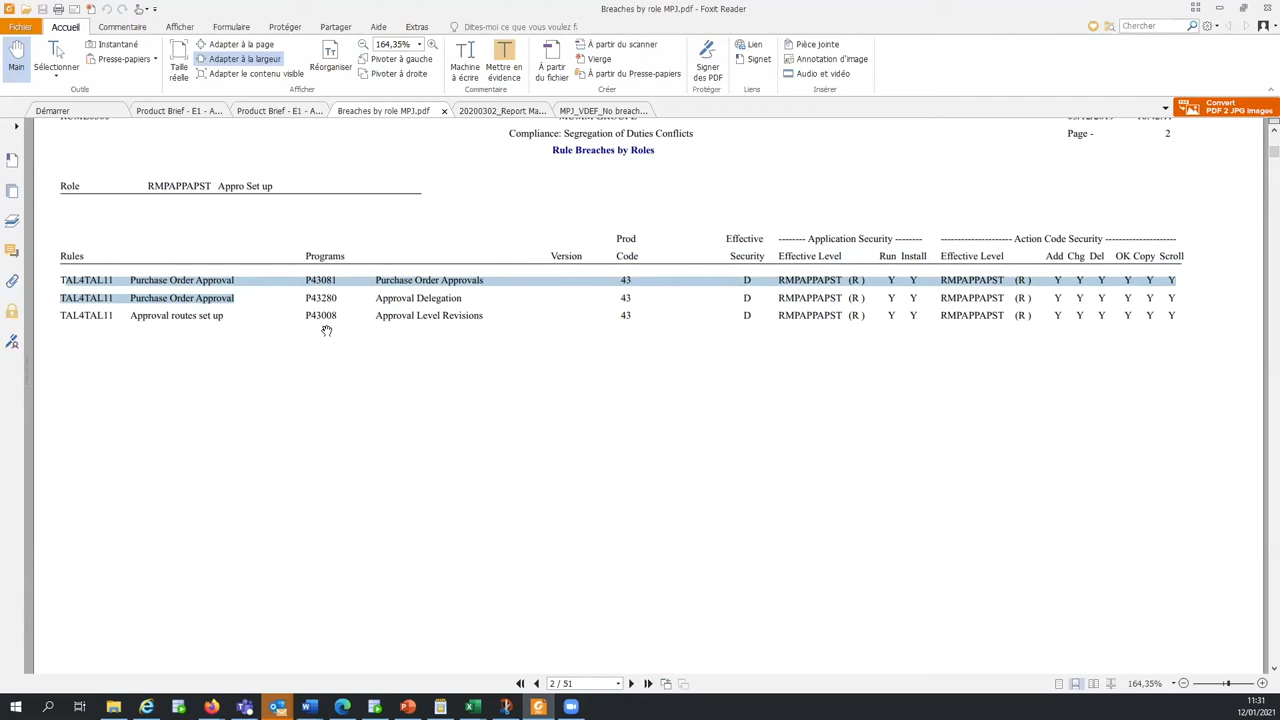 Breaches by role MPJ.pdf - Foxit Reader
Fichier Accueil Commentaire Afficher Formulaire Protéger Partager Aide Extras Dites-moi ce que vous voulez f: Chercher
Main
Sélectionner
Instantané
Presse-papiers
Outils
Taille réelle
Adapter à la page
Adapter à la largeur
Adapter le contenu visible
Réorganiser
164,35%
Pivoter à gauche
Pivoter à droite
Afficher
Machine à écrire
Mettre en évidence
Commentaire
À partir du fichier
À partir du scanner
Vierge
À partir du Presse-papiers
Créer
Signer des PDF
Protéger
Lien
Signet
Liens
Pièce jointe
Annotation d'image
Audio et vidéo
Insérer
Démarrer Product Brief - E1 - A... Product Brief - E1 - A... Breaches by role MPJ.pdf 20200302_Report Ma... MPJ_VDEF_No breach...
Convert
PDF 2 JPG Images
Compliance: Segregation of Duties Conflicts Page - 2
Rule Breaches by Roles
Role RMPAPPAPST Appro Set up
Prod Effective -------- Application Security -------- --------------------- Action Code Security ---------------------
Rules Programs Version Code Security Effective Level Run Install Effective Level Add Chg Del OK Copy Scroll
TAL4TAL11 Purchase Order Approval P43081 Purchase Order Approvals 43 D RMPAPPAPST (R ) Y Y RMPAPPAPST (R ) Y Y Y Y Y Y
TAL4TAL11 Purchase Order Approval P43280 Approval Delegation 43 D RMPAPPAPST (R ) Y Y RMPAPPAPST (R ) Y Y Y Y Y Y
TAL4TAL11 Approval routes set up P43008 Approval Level Revisions 43 D RMPAPPAPST (R ) Y Y RMPAPPAPST (R ) Y Y Y Y Y Y
2 / 51
164,35%
11:31
12/01/2021